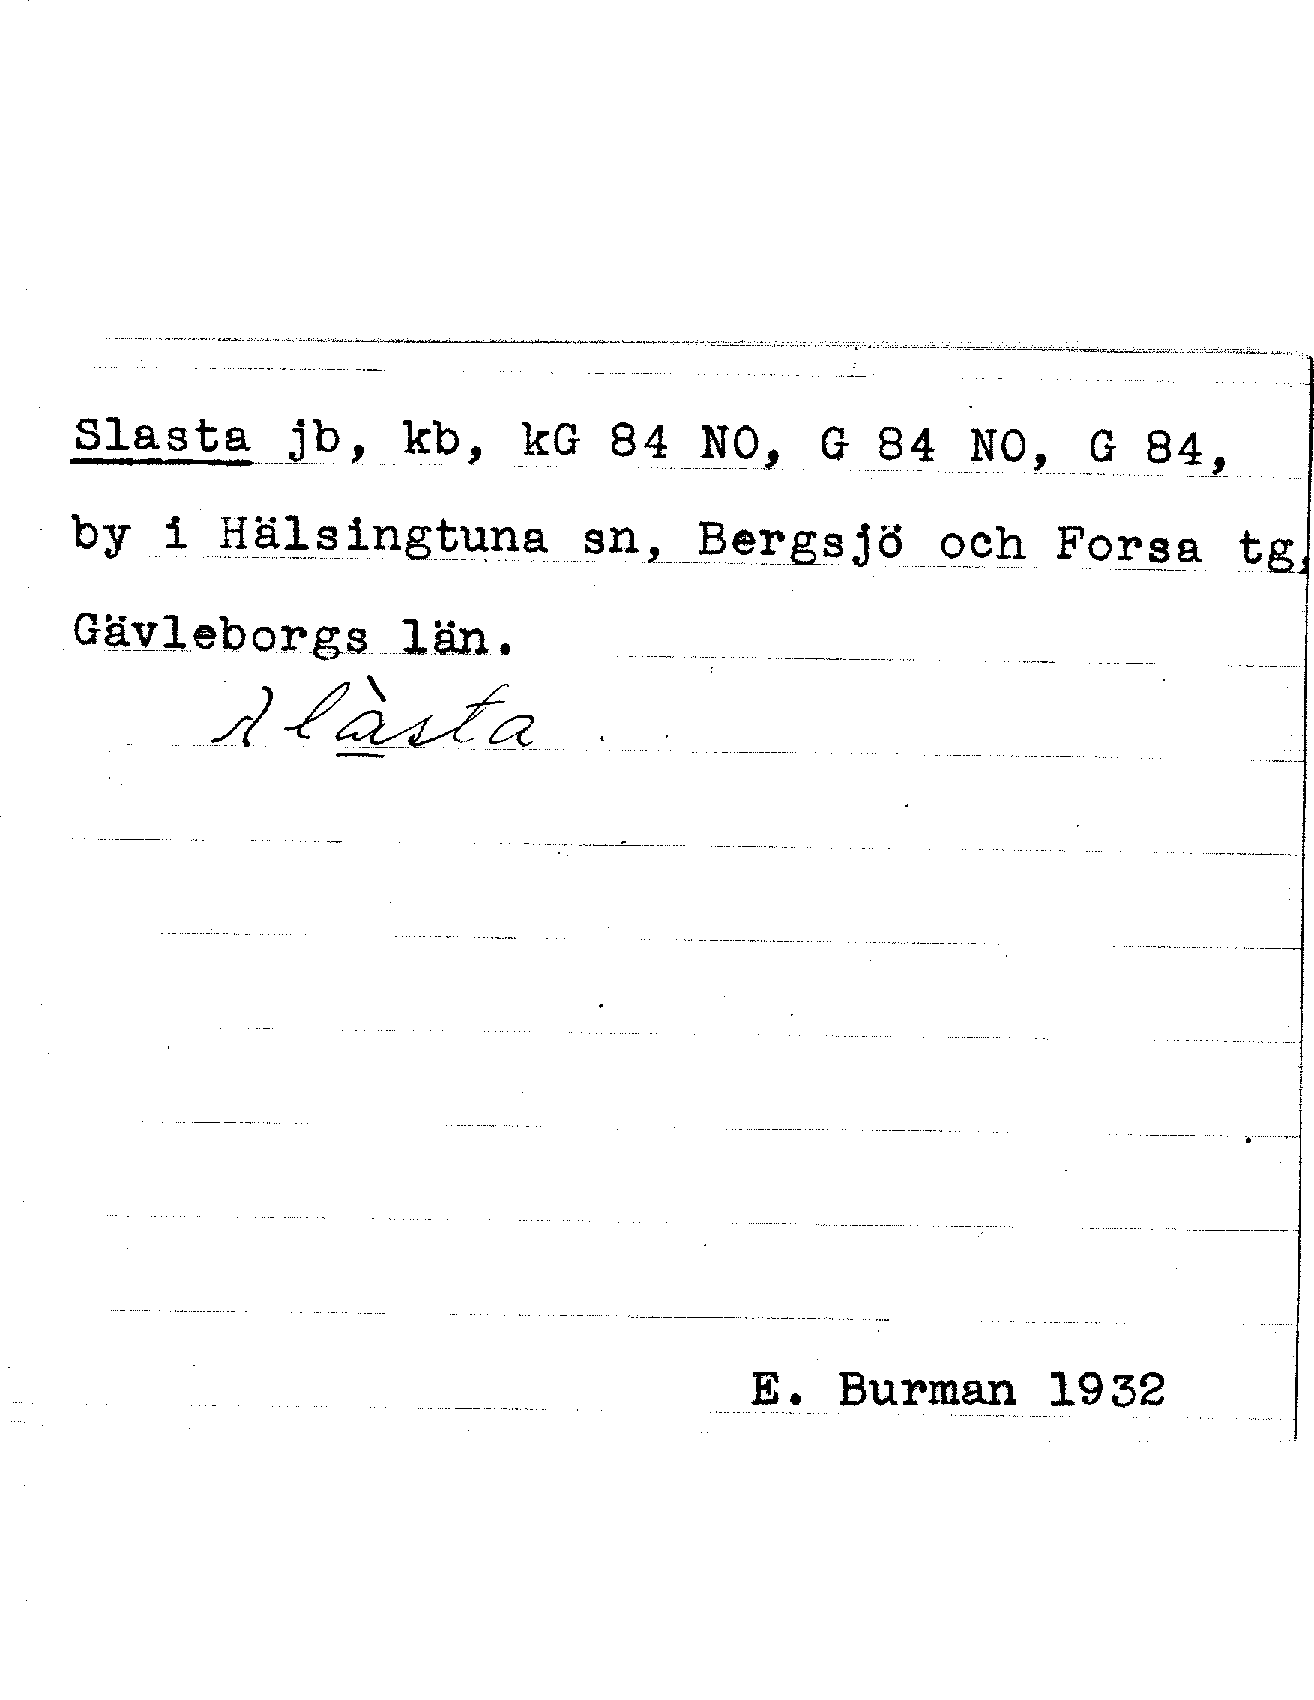 Slasta jb, kb, kG 84 NO, G 84 NO, G 84,
by i Hälsingtuna sn, Bergsjö och Forsa tg,
Gävleborgs län.
slàsta
E. Burman 1932